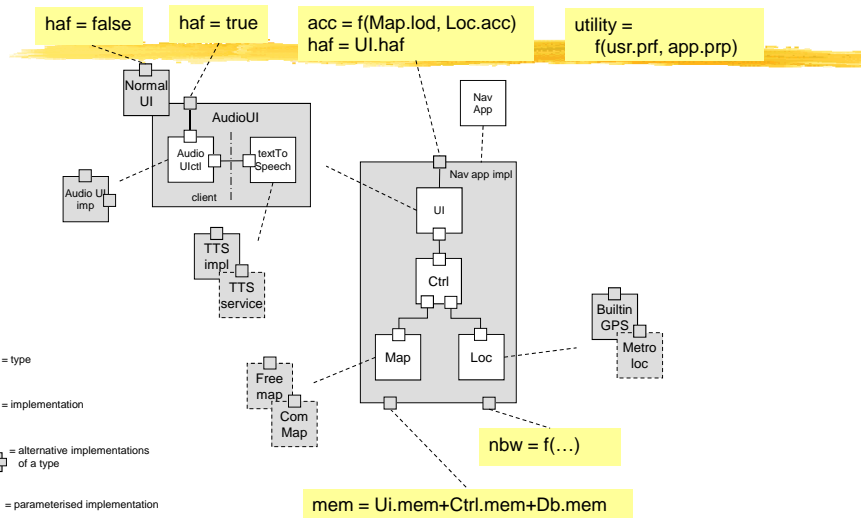 haf = false
haf = true
acc = f(Map.lod, Loc.acc)
haf = UI.haf
utility =
f(usr.prf, app.prp)
Normal
UI
AudioUI
Audio
UIctl
textTo
Speech
client
Audio UI
imp
TTS
impl
TTS
service
Nav
App
Nav app impl
UI
Ctrl
Map
Loc
Free
map
Com
Map
Builtin
GPS
Metro
loc
= type
= implementation
= alternative implementations
of a type
= parameterised implementation
nbw = f(…)
mem = Ui.mem+Ctrl.mem+Db.mem